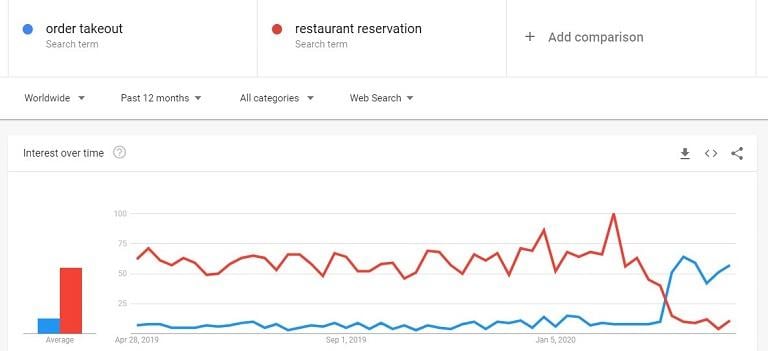 order takeout
Search term
restaurant reservation
Search term
+ Add comparison
Worldwide
Past 12 months
All categories
Web Search
Interest over time
?
100
75
50
25
Average
Apr 28, 2019
Sep 1, 2019
Jan 5, 2020